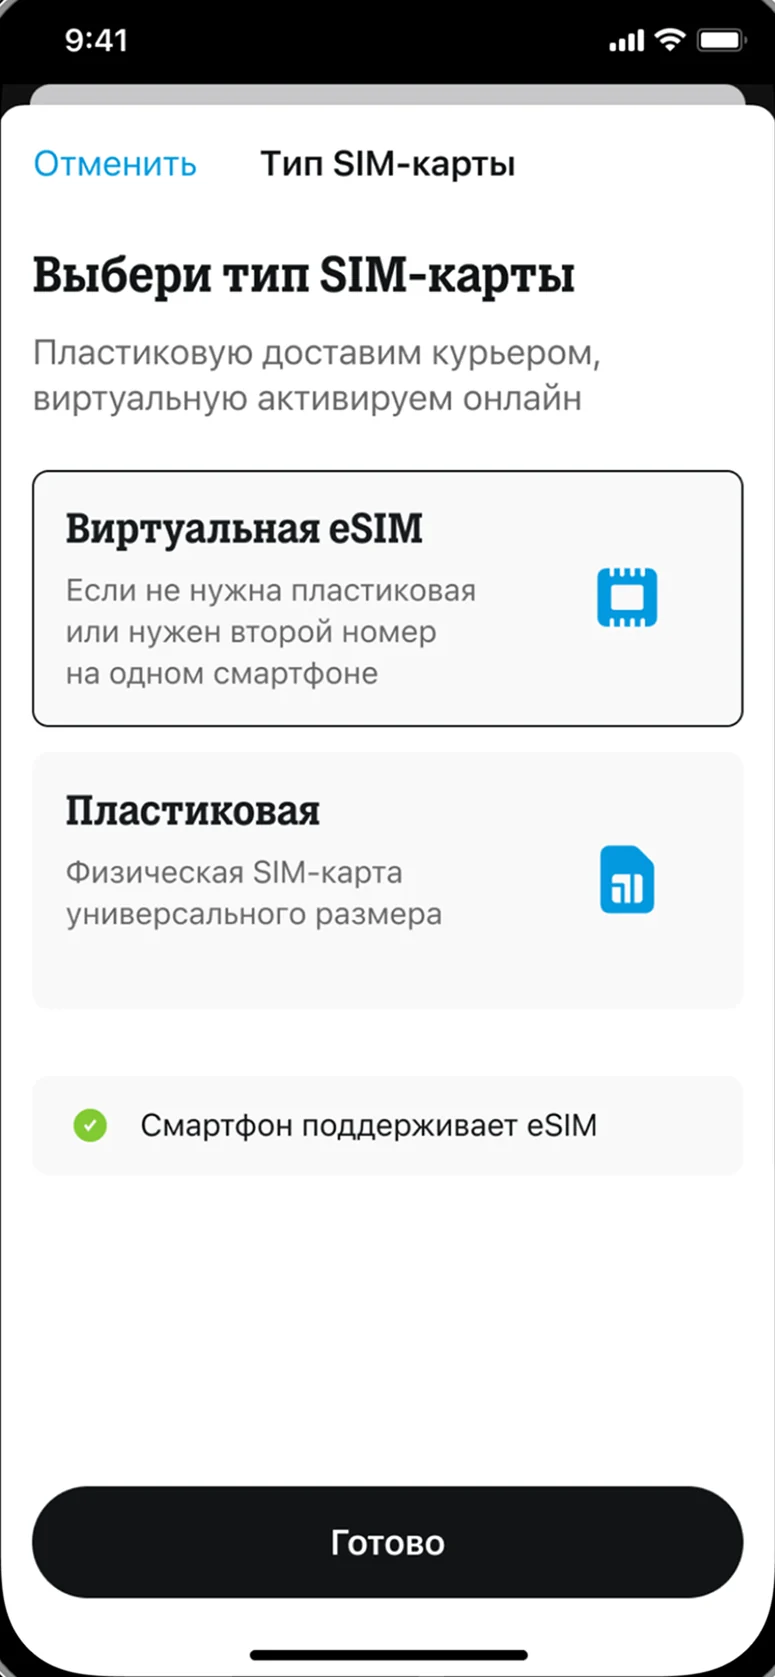 9:41
Отменить
Тип SIM-карты
Выбери тип SIM-карты
Пластиковую доставим курьером,
виртуальную активируем онлайн
Виртуальная eSIM
Если не нужна пластиковая
или нужен второй номер
на одном смартфоне
Пластиковая
Физическая SIM-карта
универсального размера
Смартфон поддерживает eSIM
Готово